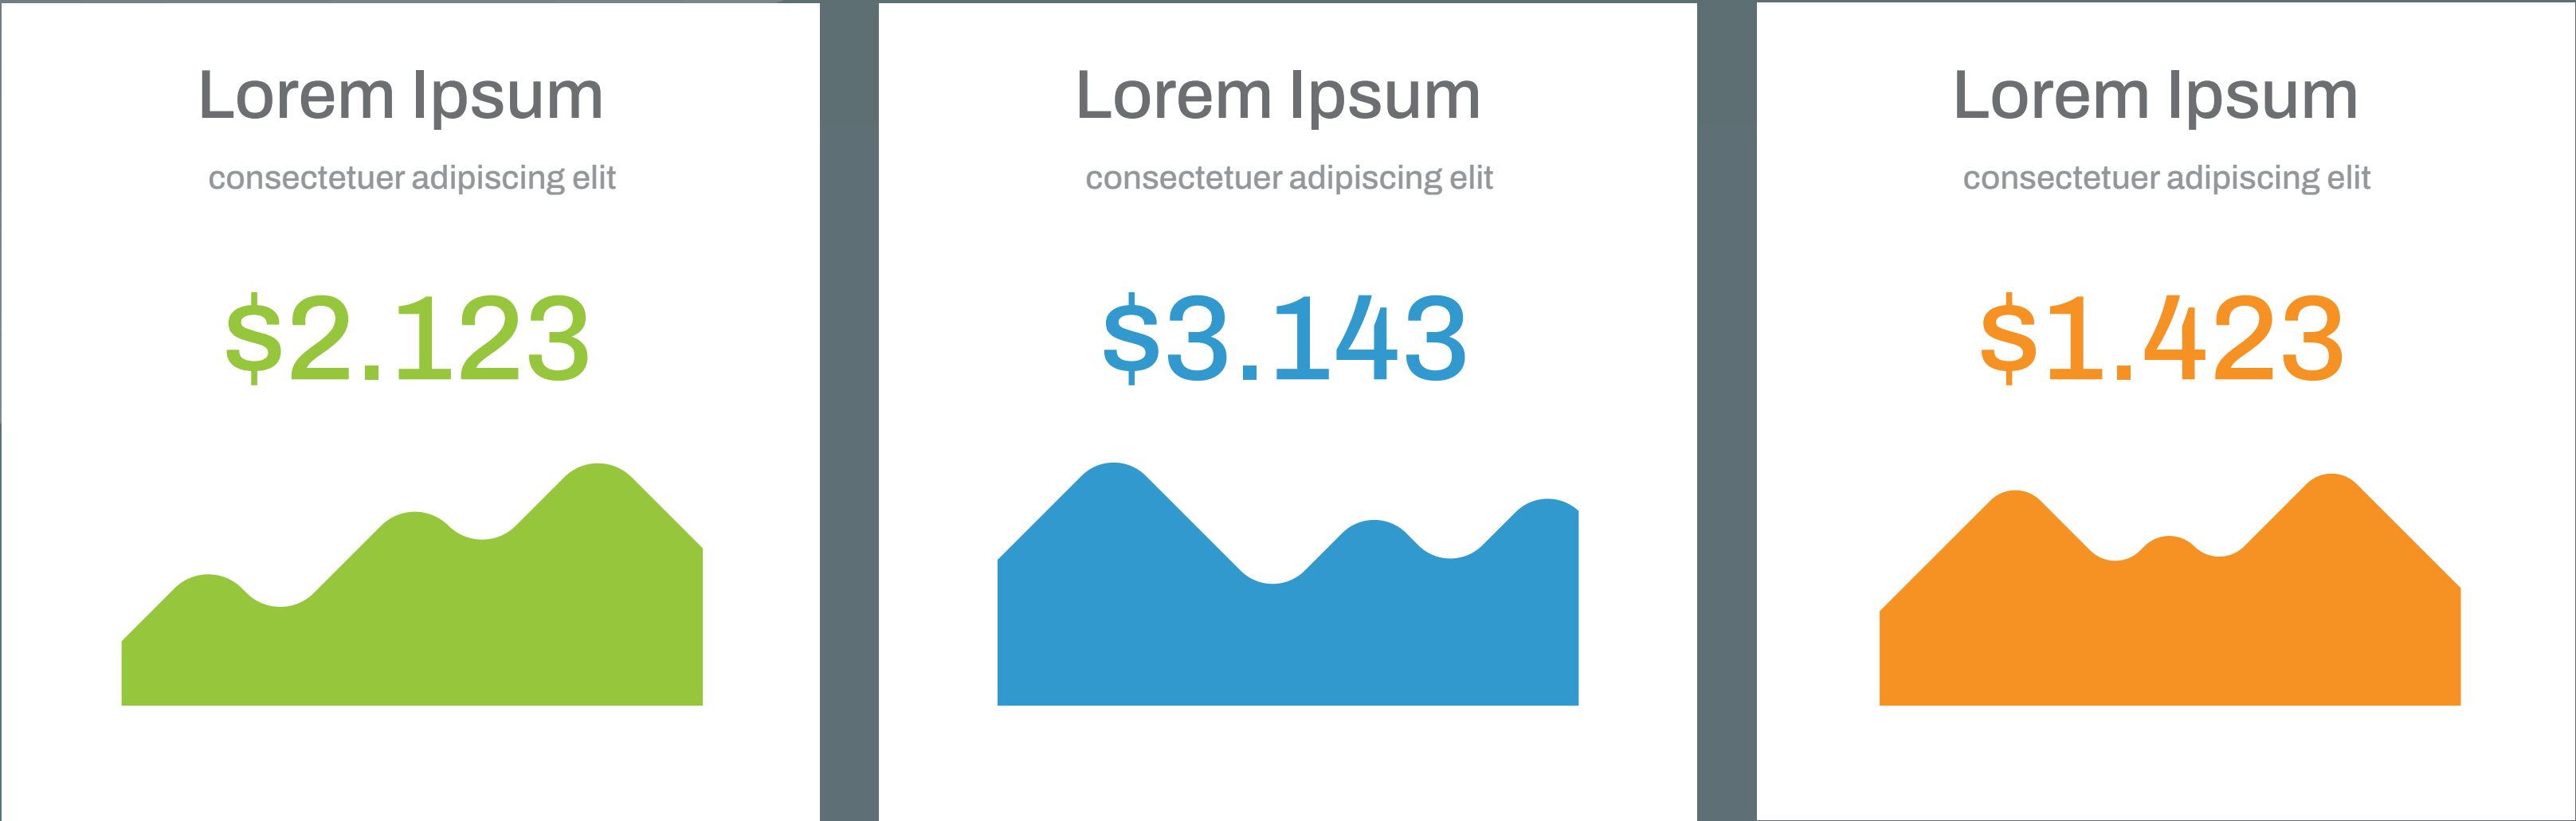 Lorem Ipsum
consectetuer adipiscing elit
$2.123
Lorem Ipsum
consectetuer adipiscing elit
$3.143
Lorem Ipsum
consectetuer adipiscing elit
$1.423